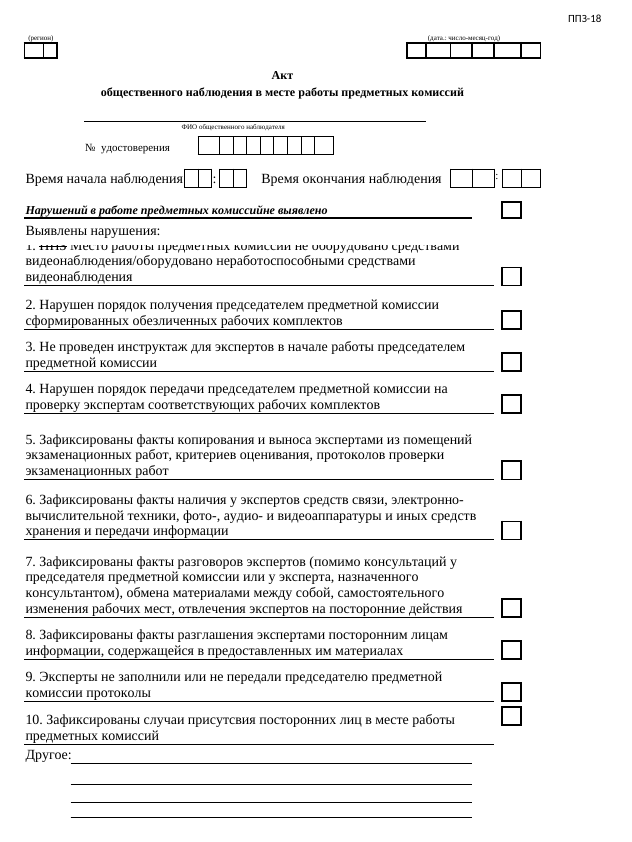 ППЗ-18
(регион)
(дата.: число-месяц-год)
Акт
общественного наблюдения в месте работы предметных комиссий
ФИО общественного наблюдателя
№ удостоверения
Время начала наблюдения : Время окончания наблюдения :
Нарушений в работе предметных комиссийне выявлено
Выявлены нарушения:
1. ППЗ Место работы предметных комиссий не оборудовано средствами
видеонаблюдения/оборудовано неработоспособными средствами
видеонаблюдения
2. Нарушен порядок получения председателем предметной комиссии
сформированных обезличенных рабочих комплектов
3. Не проведен инструктаж для экспертов в начале работы председателем
предметной комиссии
4. Нарушен порядок передачи председателем предметной комиссии на
проверку экспертам соответствующих рабочих комплектов
5. Зафиксированы факты копирования и выноса экспертами из помещений
экзаменационных работ, критериев оценивания, протоколов проверки
экзаменационных работ
6. Зафиксированы факты наличия у экспертов средств связи, электронно-
вычислительной техники, фото-, аудио- и видеоаппаратуры и иных средств
хранения и передачи информации
7. Зафиксированы факты разговоров экспертов (помимо консультаций у
председателя предметной комиссии или у эксперта, назначенного
консультантом), обмена материалами между собой, самостоятельного
изменения рабочих мест, отвлечения экспертов на посторонние действия
8. Зафиксированы факты разглашения экспертами посторонним лицам
информации, содержащейся в предоставленных им материалах
9. Эксперты не заполнили или не передали председателю предметной
комиссии протоколы
10. Зафиксированы случаи присутсвия посторонних лиц в месте работы
предметных комиссий
Другое: